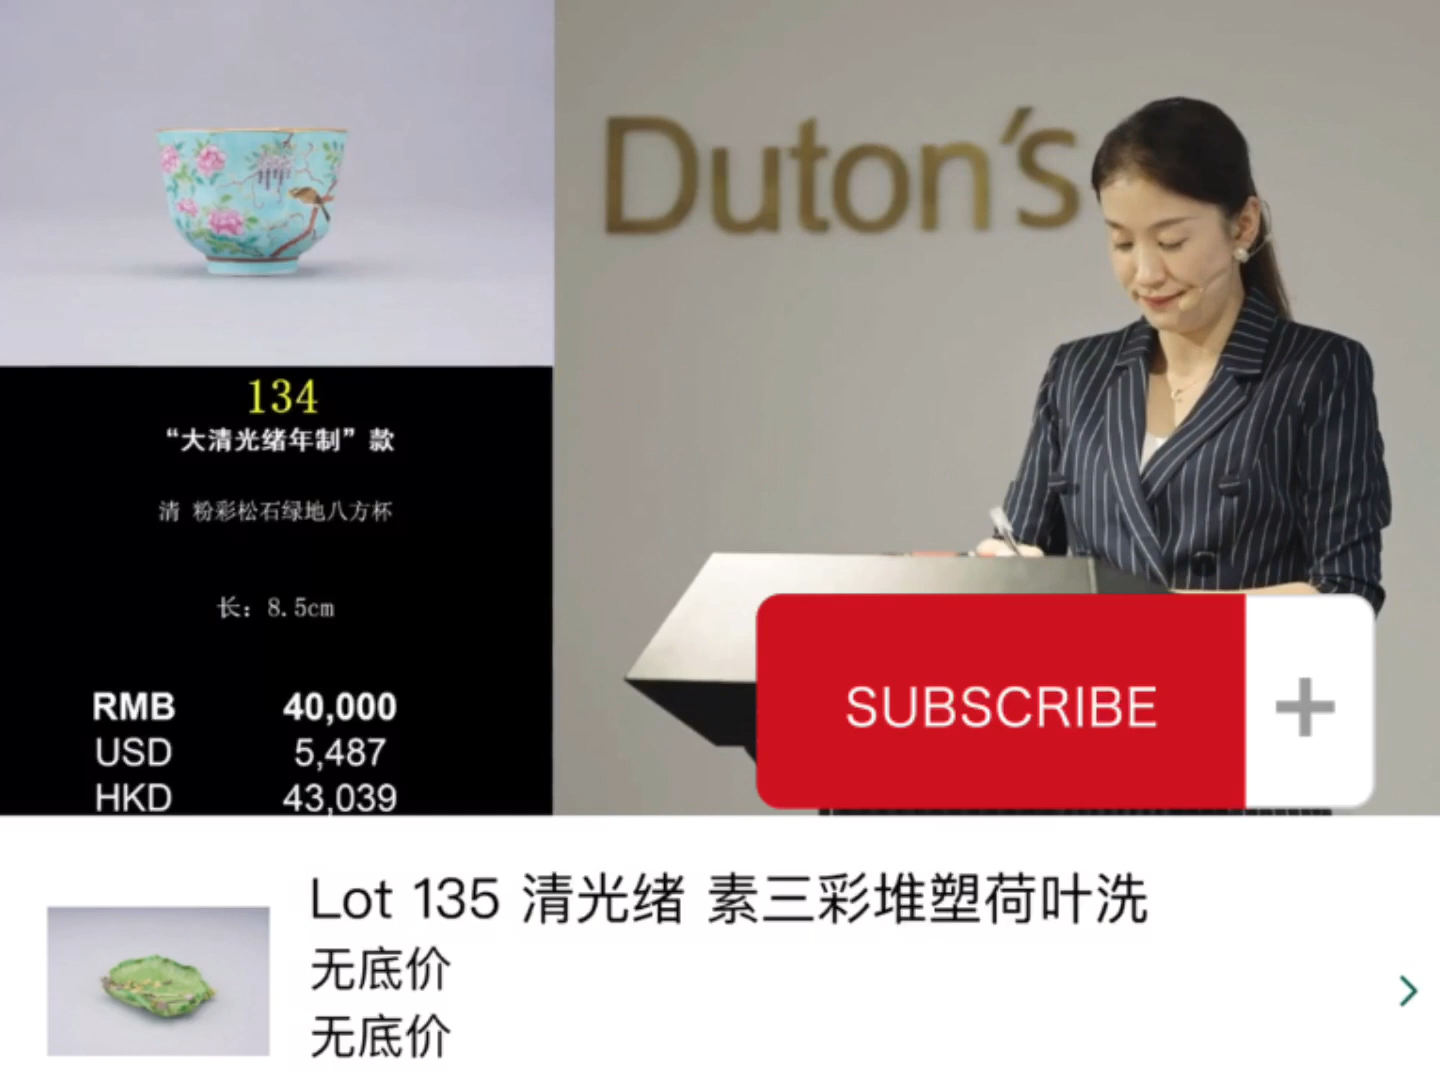 Duton's
134
“大清光绪年制”款
清 粉彩松石绿地八方杯
长: 8.5cm
RMB 40,000
USD 5,487
HKD 43,039
SUBSCRIBE +
Lot 135 清光绪 素三彩堆塑荷叶洗
无底价
无底价